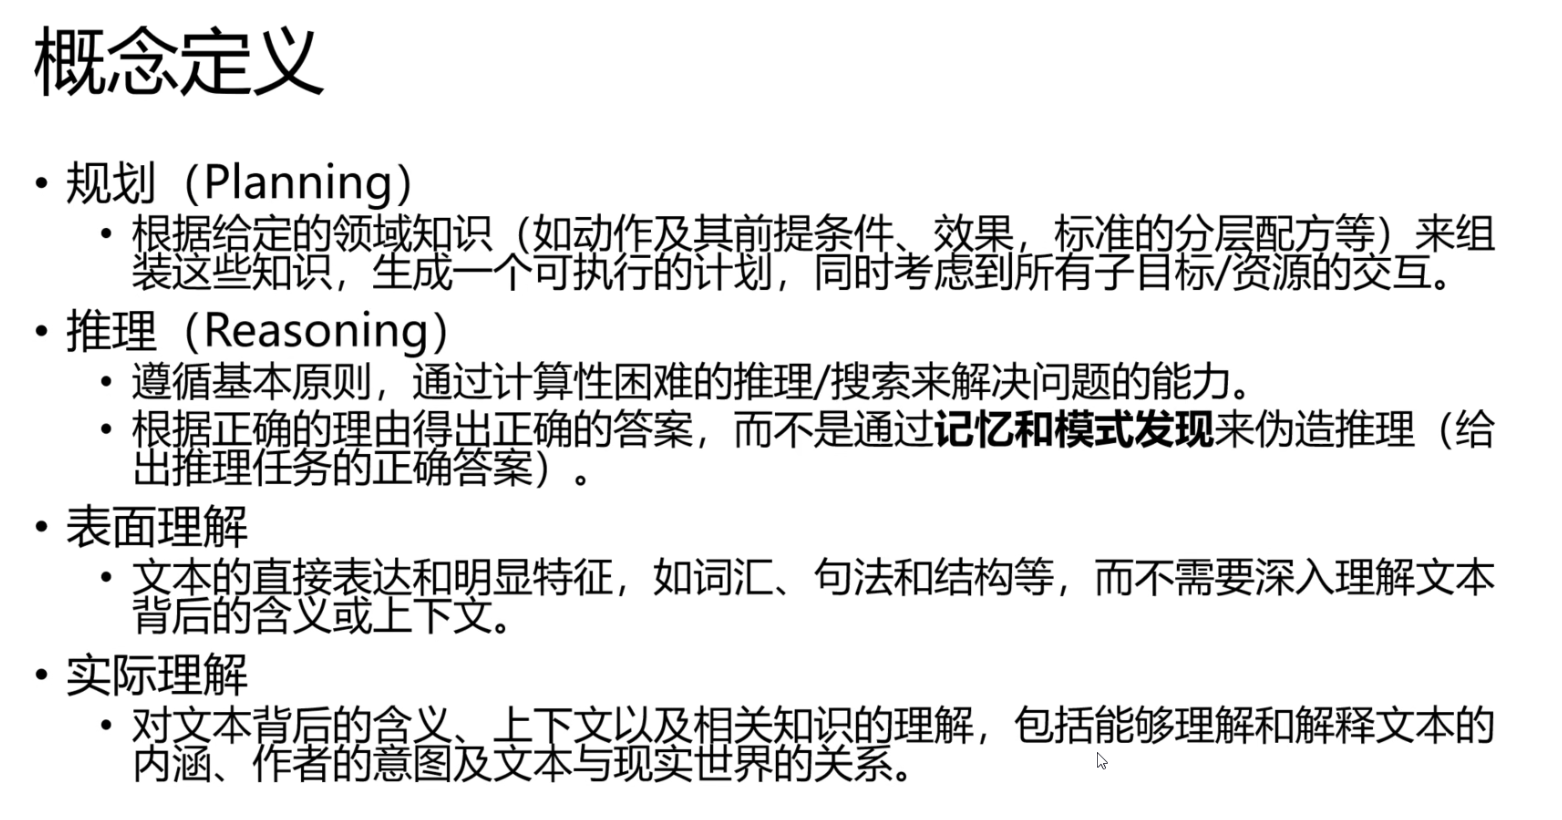 概念定义
• 规划（Planning）
• 根据给定的领域知识（如动作及其前提条件、效果，标准的分层配方等）来组
装这些知识，生成一个可执行的计划，同时考虑到所有子目标/资源的交互。
• 推理（Reasoning）
• 遵循基本原则，通过计算性困难的推理/搜索来解决问题的能力。
• 根据正确的理由得出正确的答案，而不是通过记忆和模式发现来伪造推理（给
出推理任务的正确答案）。
• 表面理解
• 文本的直接表达和明显特征，如词汇、句法和结构等，而不需要深入理解文本
背后的含义或上下文。
• 实际理解
• 对文本背后的含义、上下文以及相关知识的理解，包括能够理解和解释文本的
内涵、作者的意图及文本与现实世界的关系。